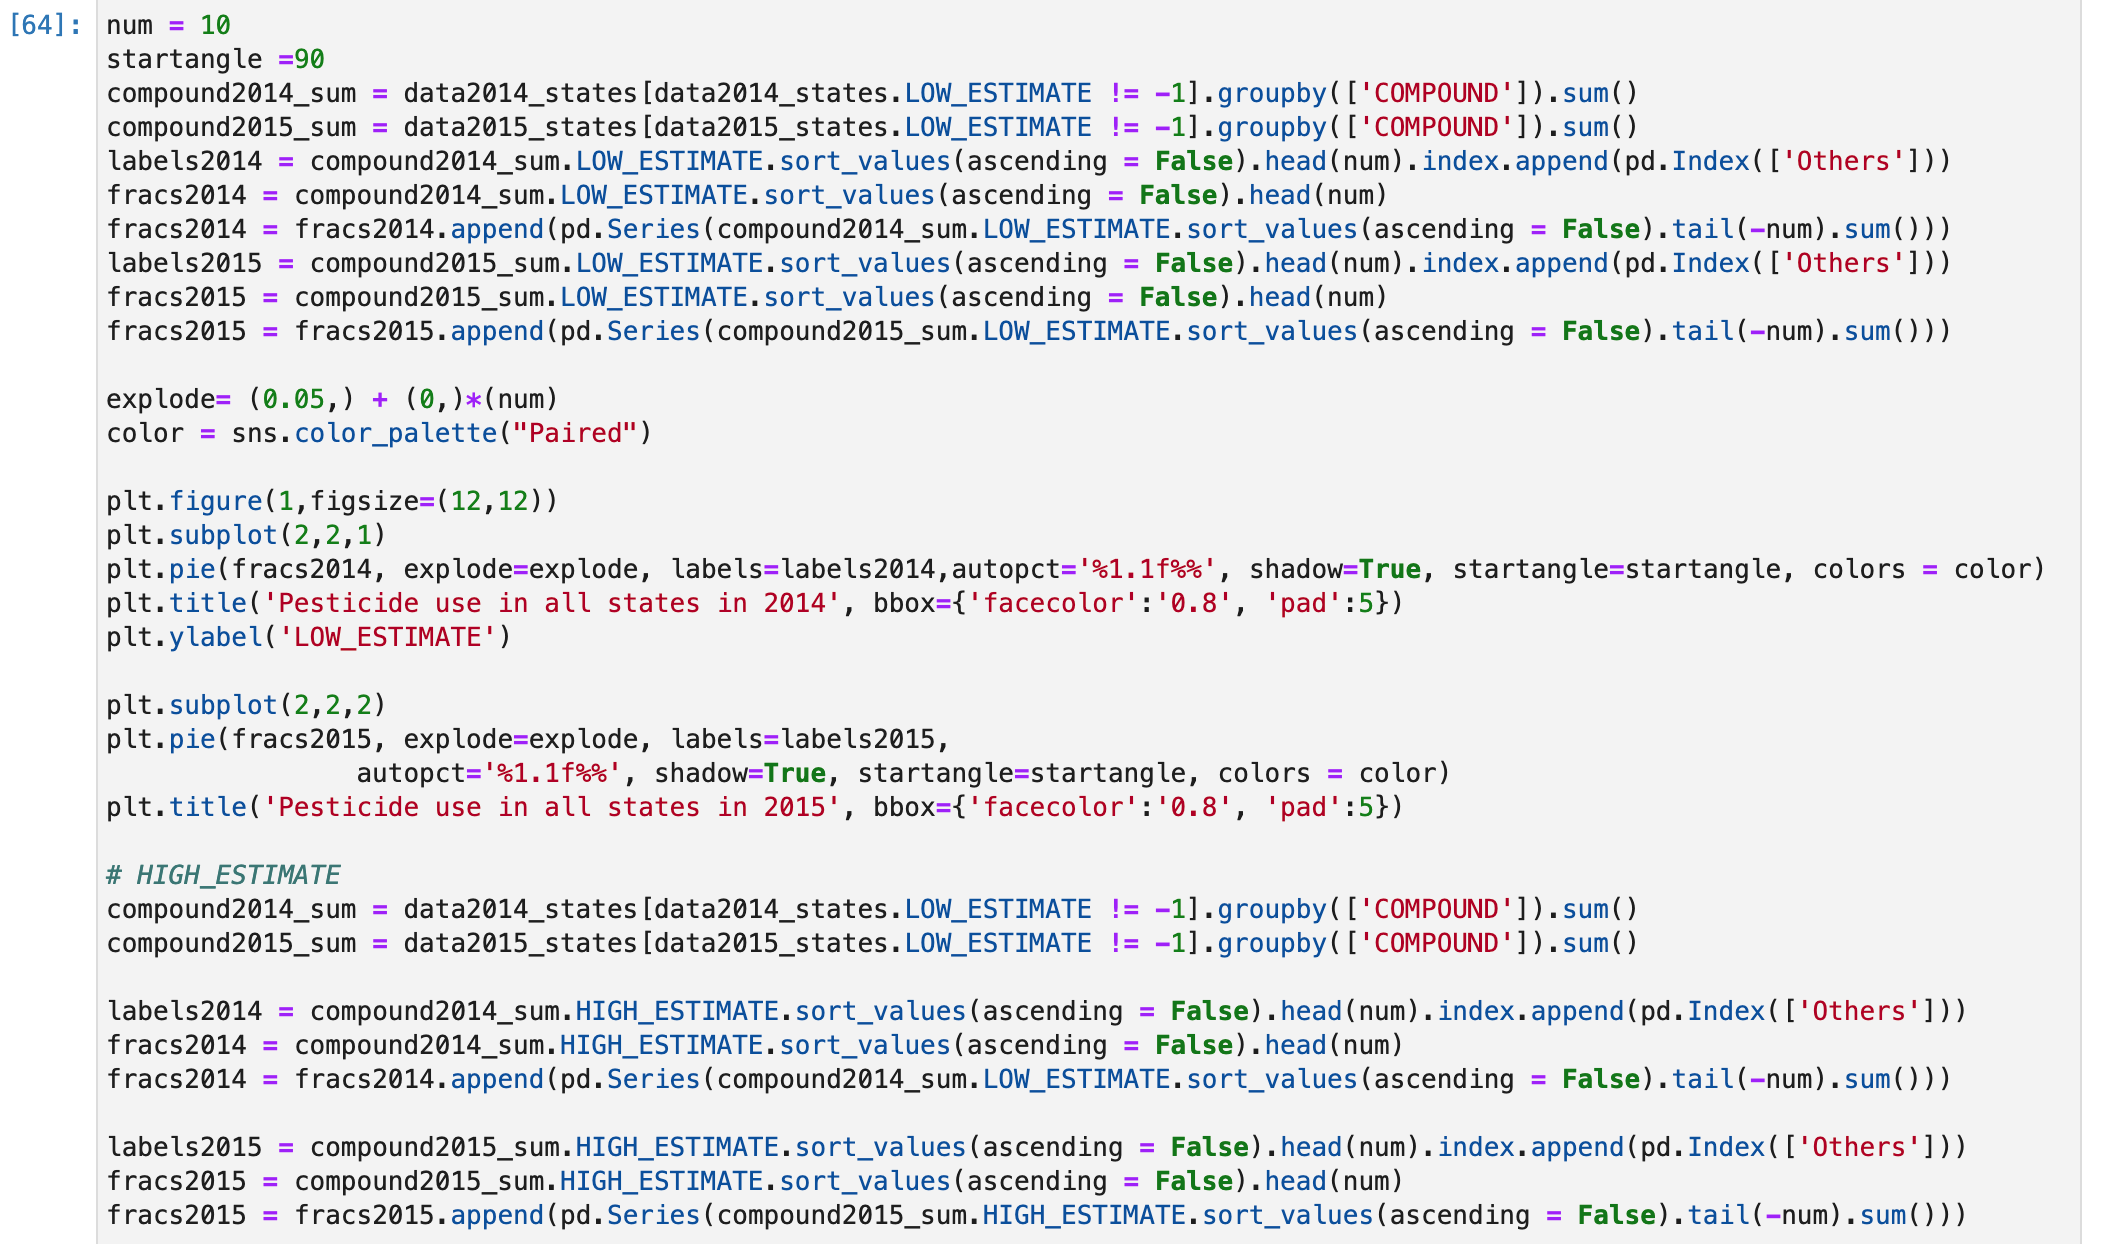 [64]: num = 10
startangle =90
compound2014_sum = data2014_states[data2014_states.LOW_ESTIMATE != -1].groupby(['COMPOUND']).sum()
compound2015_sum = data2015_states[data2015_states.LOW_ESTIMATE != -1].groupby(['COMPOUND']).sum()
labels2014 = compound2014_sum.LOW_ESTIMATE.sort_values(ascending = False).head(num).index.append(pd.Index(['Others']))
fracs2014 = compound2014_sum.LOW_ESTIMATE.sort_values(ascending = False).head(num)
fracs2014 = fracs2014.append(pd.Series(compound2014_sum.LOW_ESTIMATE.sort_values(ascending = False).tail(-num).sum()))
labels2015 = compound2015_sum.LOW_ESTIMATE.sort_values(ascending = False).head(num).index.append(pd.Index(['Others']))
fracs2015 = compound2015_sum.LOW_ESTIMATE.sort_values(ascending = False).head(num)
fracs2015 = fracs2015.append(pd.Series(compound2015_sum.LOW_ESTIMATE.sort_values(ascending = False).tail(-num).sum()))

explode= (0.05,) + (0,)*(num)
color = sns.color_palette("Paired")

plt.figure(1,figsize=(12,12))
plt.subplot(2,2,1)
plt.pie(fracs2014, explode=explode, labels=labels2014,autopct='%1.1f%%', shadow=True, startangle=startangle, colors = color)
plt.title('Pesticide use in all states in 2014', bbox={'facecolor':'0.8', 'pad':5})
plt.ylabel('LOW_ESTIMATE')

plt.subplot(2,2,2)
plt.pie(fracs2015, explode=explode, labels=labels2015,
                autopct='%1.1f%%', shadow=True, startangle=startangle, colors = color)
plt.title('Pesticide use in all states in 2015', bbox={'facecolor':'0.8', 'pad':5})

# HIGH_ESTIMATE
compound2014_sum = data2014_states[data2014_states.LOW_ESTIMATE != -1].groupby(['COMPOUND']).sum()
compound2015_sum = data2015_states[data2015_states.LOW_ESTIMATE != -1].groupby(['COMPOUND']).sum()

labels2014 = compound2014_sum.HIGH_ESTIMATE.sort_values(ascending = False).head(num).index.append(pd.Index(['Others']))
fracs2014 = compound2014_sum.HIGH_ESTIMATE.sort_values(ascending = False).head(num)
fracs2014 = fracs2014.append(pd.Series(compound2014_sum.LOW_ESTIMATE.sort_values(ascending = False).tail(-num).sum()))

labels2015 = compound2015_sum.HIGH_ESTIMATE.sort_values(ascending = False).head(num).index.append(pd.Index(['Others']))
fracs2015 = compound2015_sum.HIGH_ESTIMATE.sort_values(ascending = False).head(num)
fracs2015 = fracs2015.append(pd.Series(compound2015_sum.HIGH_ESTIMATE.sort_values(ascending = False).tail(-num).sum()))